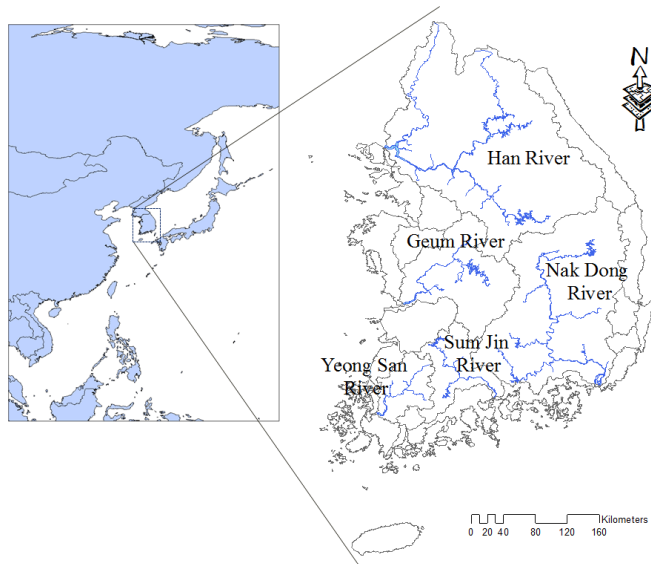 N
Han River
Geum River
Nak Dong
River
Sum Jin
River
Yeong San
River
Kilometers
0 20 40 80 120 160